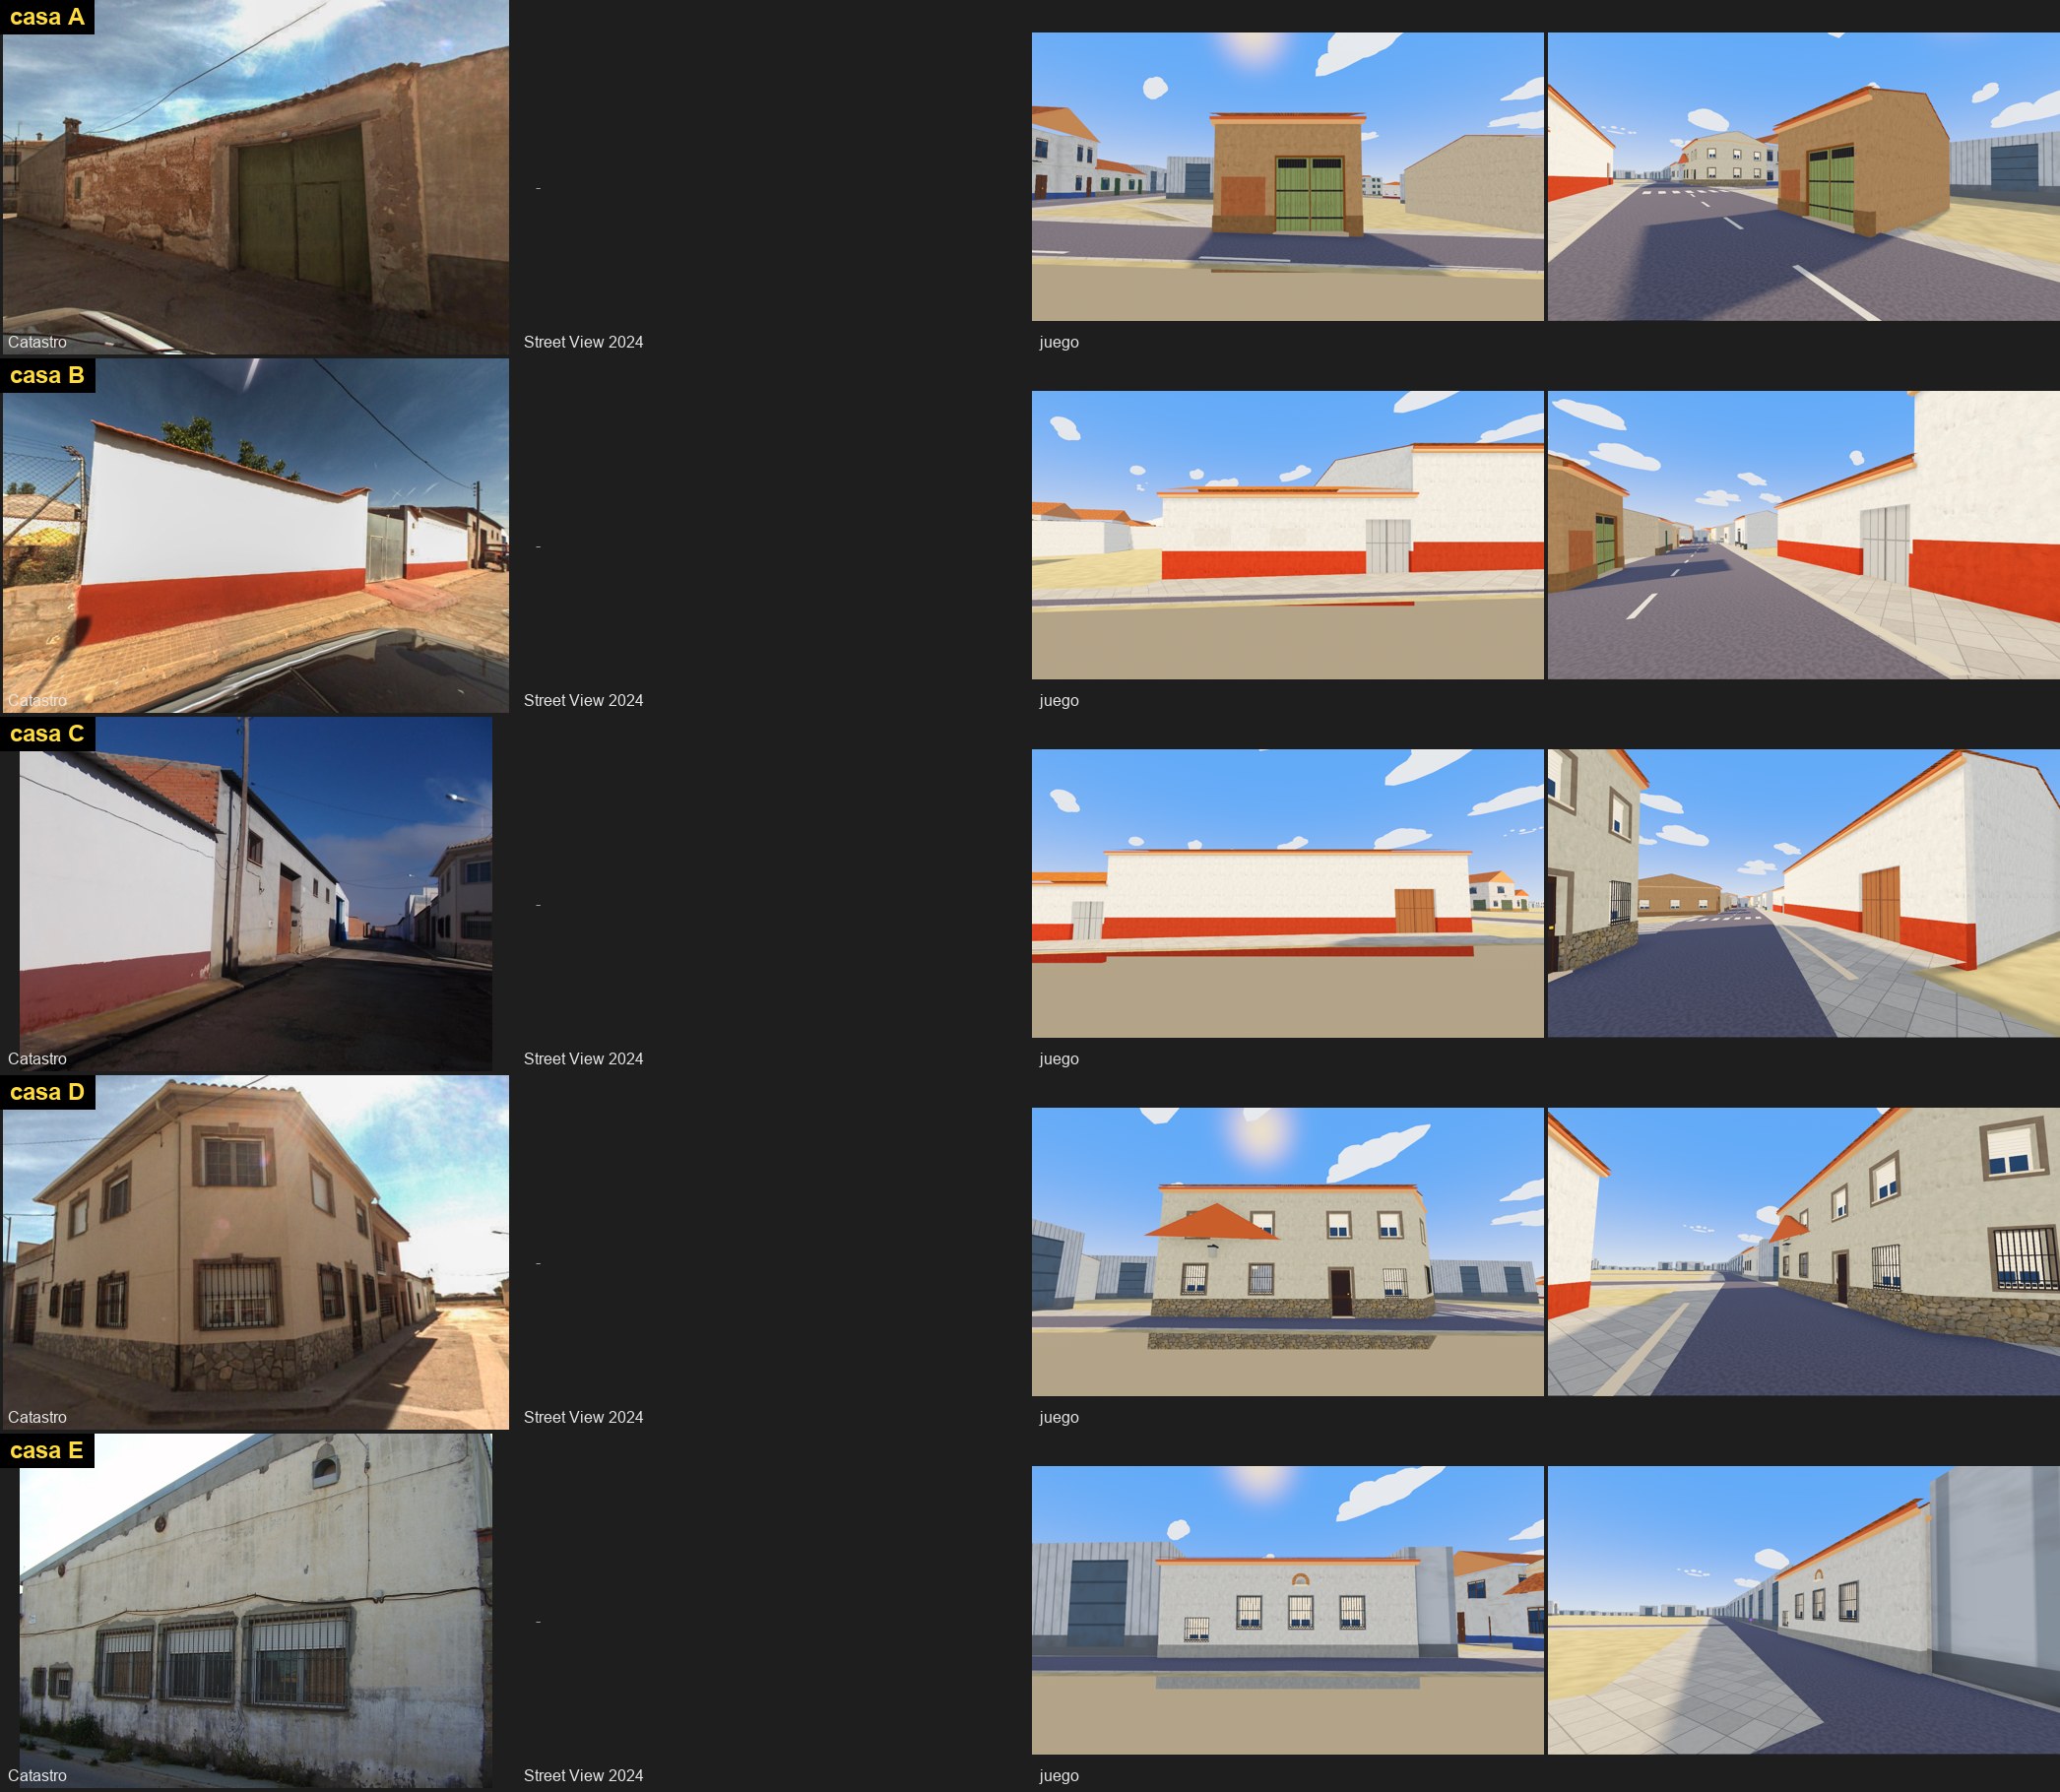 casa A
-
Catastro
Street View 2024
juego
casa B
-
Catastro
Street View 2024
juego
casa C
-
Catastro
Street View 2024
juego
casa D
-
Catastro
Street View 2024
juego
casa E
-
Catastro
Street View 2024
juego